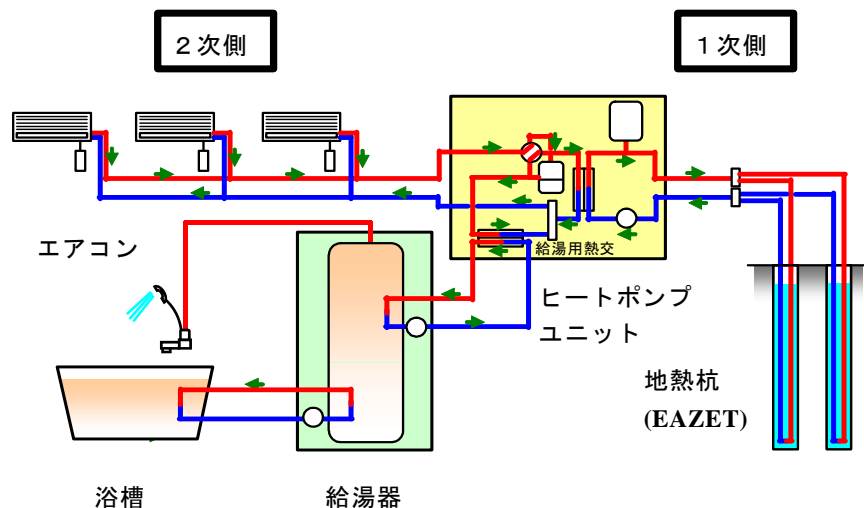 ２次側
１次側
エアコン
給湯用熱交
ヒートポンプ
ユニット
地熱杭
(EAZET)
浴槽
給湯器